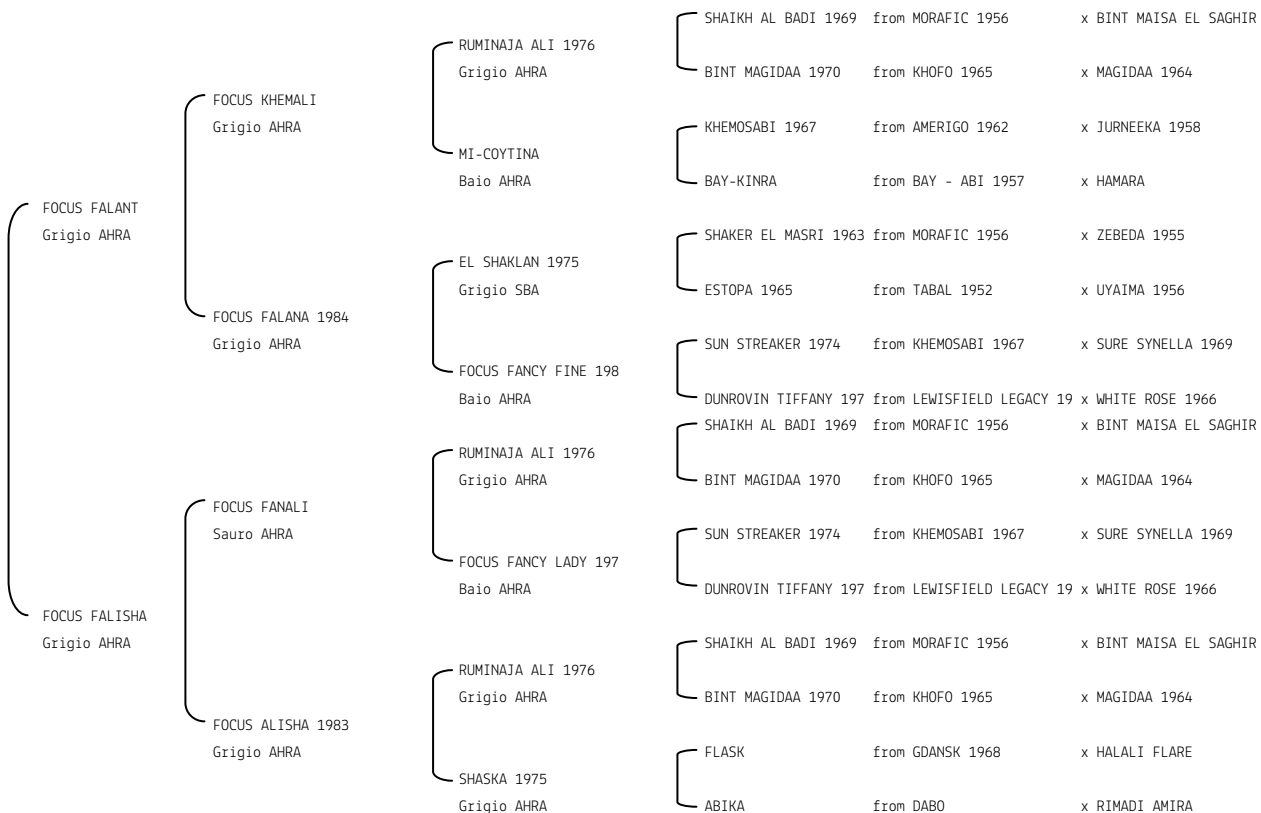 SHAIKH AL BADI 1969 from MORAFIC 1956 x BINT MAISA EL SAGHIR
RUMINAJA ALI 1976
Grigio AHRA BINT MAGIDAA 1970 from KHOFO 1965 x MAGIDAA 1964
FOCUS KHEMALI
Grigio AHRA KHEMOSABI 1967 from AMERIGO 1962 x JURNEEKA 1958
MI-COYTINA
Baio AHRA BAY-KINRA from BAY - ABI 1957 x HAMARA
FOCUS FALANT
Grigio AHRA SHAKER EL MASRI 1963 from MORAFIC 1956 x ZEBEDA 1955
EL SHAKLAN 1975
Grigio SBA ESTOPA 1965 from TABAL 1952 x UYAIMA 1956
FOCUS FALANA 1984
Grigio AHRA SUN STREAKER 1974 from KHEMOSABI 1967 x SURE SYNELLA 1969
FOCUS FANCY FINE 198
Baio AHRA DUNROVIN TIFFANY 197 from LEWISFIELD LEGACY 19 x WHITE ROSE 1966
SHAIKH AL BADI 1969 from MORAFIC 1956 x BINT MAISA EL SAGHIR
RUMINAJA ALI 1976
Grigio AHRA BINT MAGIDAA 1970 from KHOFO 1965 x MAGIDAA 1964
FOCUS FANALI
Sauro AHRA SUN STREAKER 1974 from KHEMOSABI 1967 x SURE SYNELLA 1969
FOCUS FANCY LADY 197
Baio AHRA DUNROVIN TIFFANY 197 from LEWISFIELD LEGACY 19 x WHITE ROSE 1966
FOCUS FALISHA
Grigio AHRA SHAIKH AL BADI 1969 from MORAFIC 1956 x BINT MAISA EL SAGHIR
RUMINAJA ALI 1976
Grigio AHRA BINT MAGIDAA 1970 from KHOFO 1965 x MAGIDAA 1964
FOCUS ALISHA 1983
Grigio AHRA FLASK from GDANSK 1968 x HALALI FLARE
SHASKA 1975
Grigio AHRA ABIKA from DABO x RIMADI AMIRA